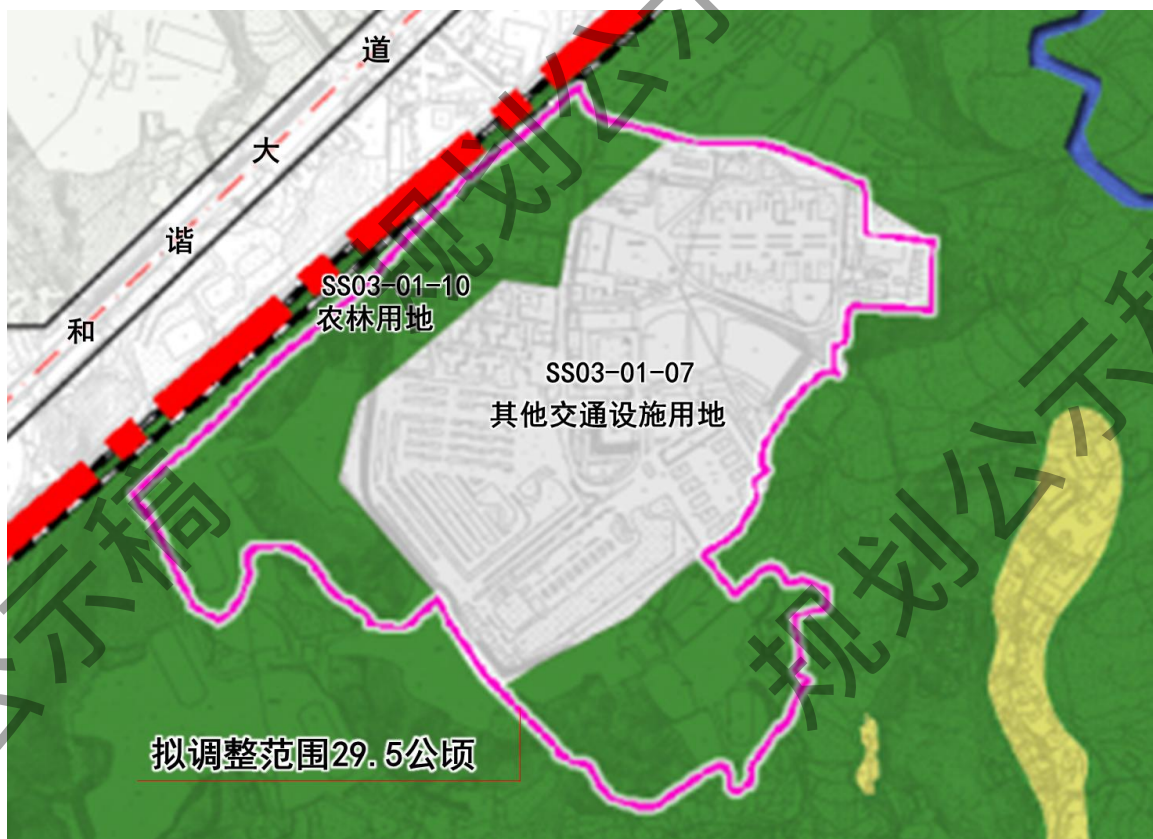 道
大
谐
和
SS03-01-10
农林用地
SS03-01-07
其他交通设施用地
拟调整范围29.5公顷
规划公示稿
规划公示稿
公示稿